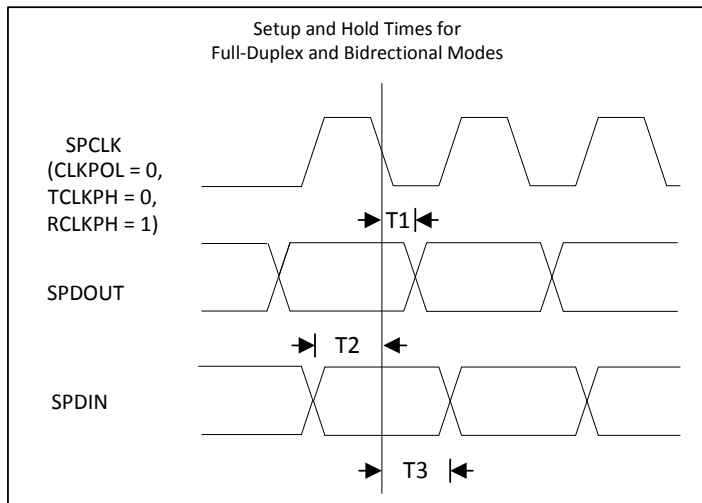 Setup and Hold Times for
Full-Duplex and Bidrectional Modes
SPCLK
(CLKPOL = 0,
TCLKPH = 0,
RCLKPH = 1)
T1
SPDOUT
T2
SPDIN
T3